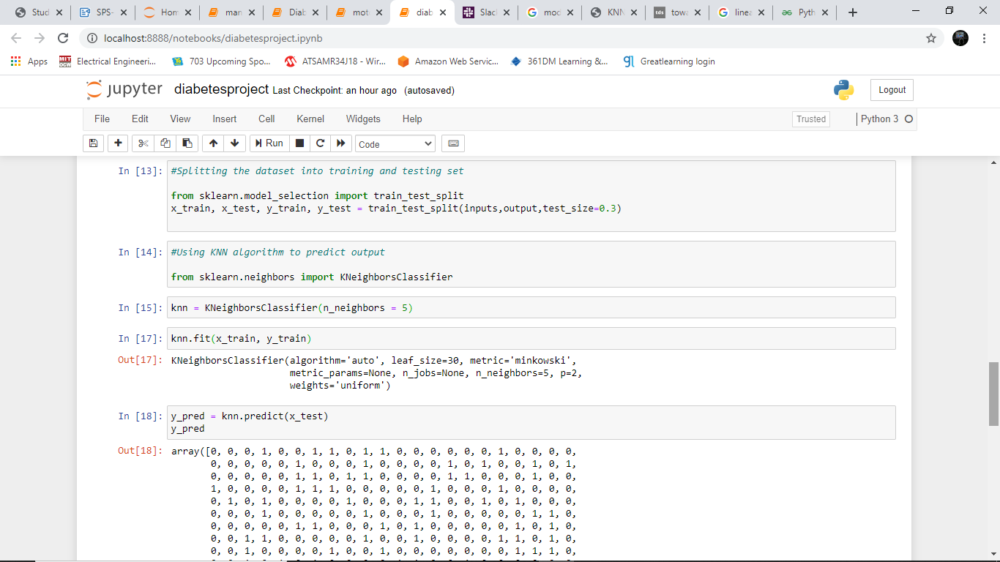 Stud
SPS-
Hom
man
Diab
mot
diab
Slac
mod
KNN
tds towa
linea
Pyth
localhost:8888/notebooks/diabetesproject.ipynb
Apps
MIT OCW Electrical Engineeri...
703 Upcoming Spo...
ATSAMR34J18 - Wir...
Amazon Web Servic...
361DM Learning &...
gl Greatlearning login
jupyter diabetesproject Last Checkpoint: an hour ago (autosaved)
Logout
File Edit View Insert Cell Kernel Widgets Help
Trusted
Python 3
Run
Code
In [13]: #Splitting the dataset into training and testing set
from sklearn.model_selection import train_test_split
x_train, x_test, y_train, y_test = train_test_split(inputs,output,test_size=0.3)
In [14]: #Using KNN algorithm to predict output
from sklearn.neighbors import KNeighborsClassifier
In [15]: knn = KNeighborsClassifier(n_neighbors = 5)
In [17]: knn.fit(x_train, y_train)
Out[17]: KNeighborsClassifier(algorithm='auto', leaf_size=30, metric='minkowski',
metric_params=None, n_jobs=None, n_neighbors=5, p=2,
weights='uniform')
In [18]: y_pred = knn.predict(x_test)
y_pred
Out[18]: array([0, 0, 0, 1, 0, 0, 1, 1, 0, 1, 1, 0, 0, 0, 0, 0, 0, 1, 0, 0, 0, 0,
0, 0, 0, 0, 0, 1, 0, 0, 0, 1, 0, 0, 0, 0, 1, 0, 1, 0, 0, 1, 0, 1,
0, 0, 0, 0, 0, 1, 1, 0, 1, 1, 0, 0, 0, 0, 1, 1, 0, 0, 0, 1, 0, 0,
1, 0, 0, 0, 0, 1, 1, 1, 0, 0, 0, 0, 0, 1, 0, 0, 0, 1, 0, 0, 0, 0,
0, 1, 0, 1, 0, 0, 0, 0, 1, 0, 0, 0, 1, 1, 0, 0, 1, 0, 1, 0, 0, 0,
0, 0, 0, 1, 0, 0, 0, 0, 0, 1, 0, 0, 0, 1, 0, 0, 0, 0, 0, 1, 1, 0,
0, 0, 0, 0, 0, 1, 1, 0, 0, 0, 1, 0, 1, 0, 0, 0, 0, 0, 1, 0, 1, 0,
0, 0, 1, 1, 0, 0, 0, 0, 0, 1, 0, 0, 1, 0, 0, 0, 0, 1, 1, 0, 1, 0,
0, 0, 1, 0, 0, 0, 0, 1, 0, 0, 1, 0, 0, 0, 0, 0, 0, 0, 1, 1, 1, 0,